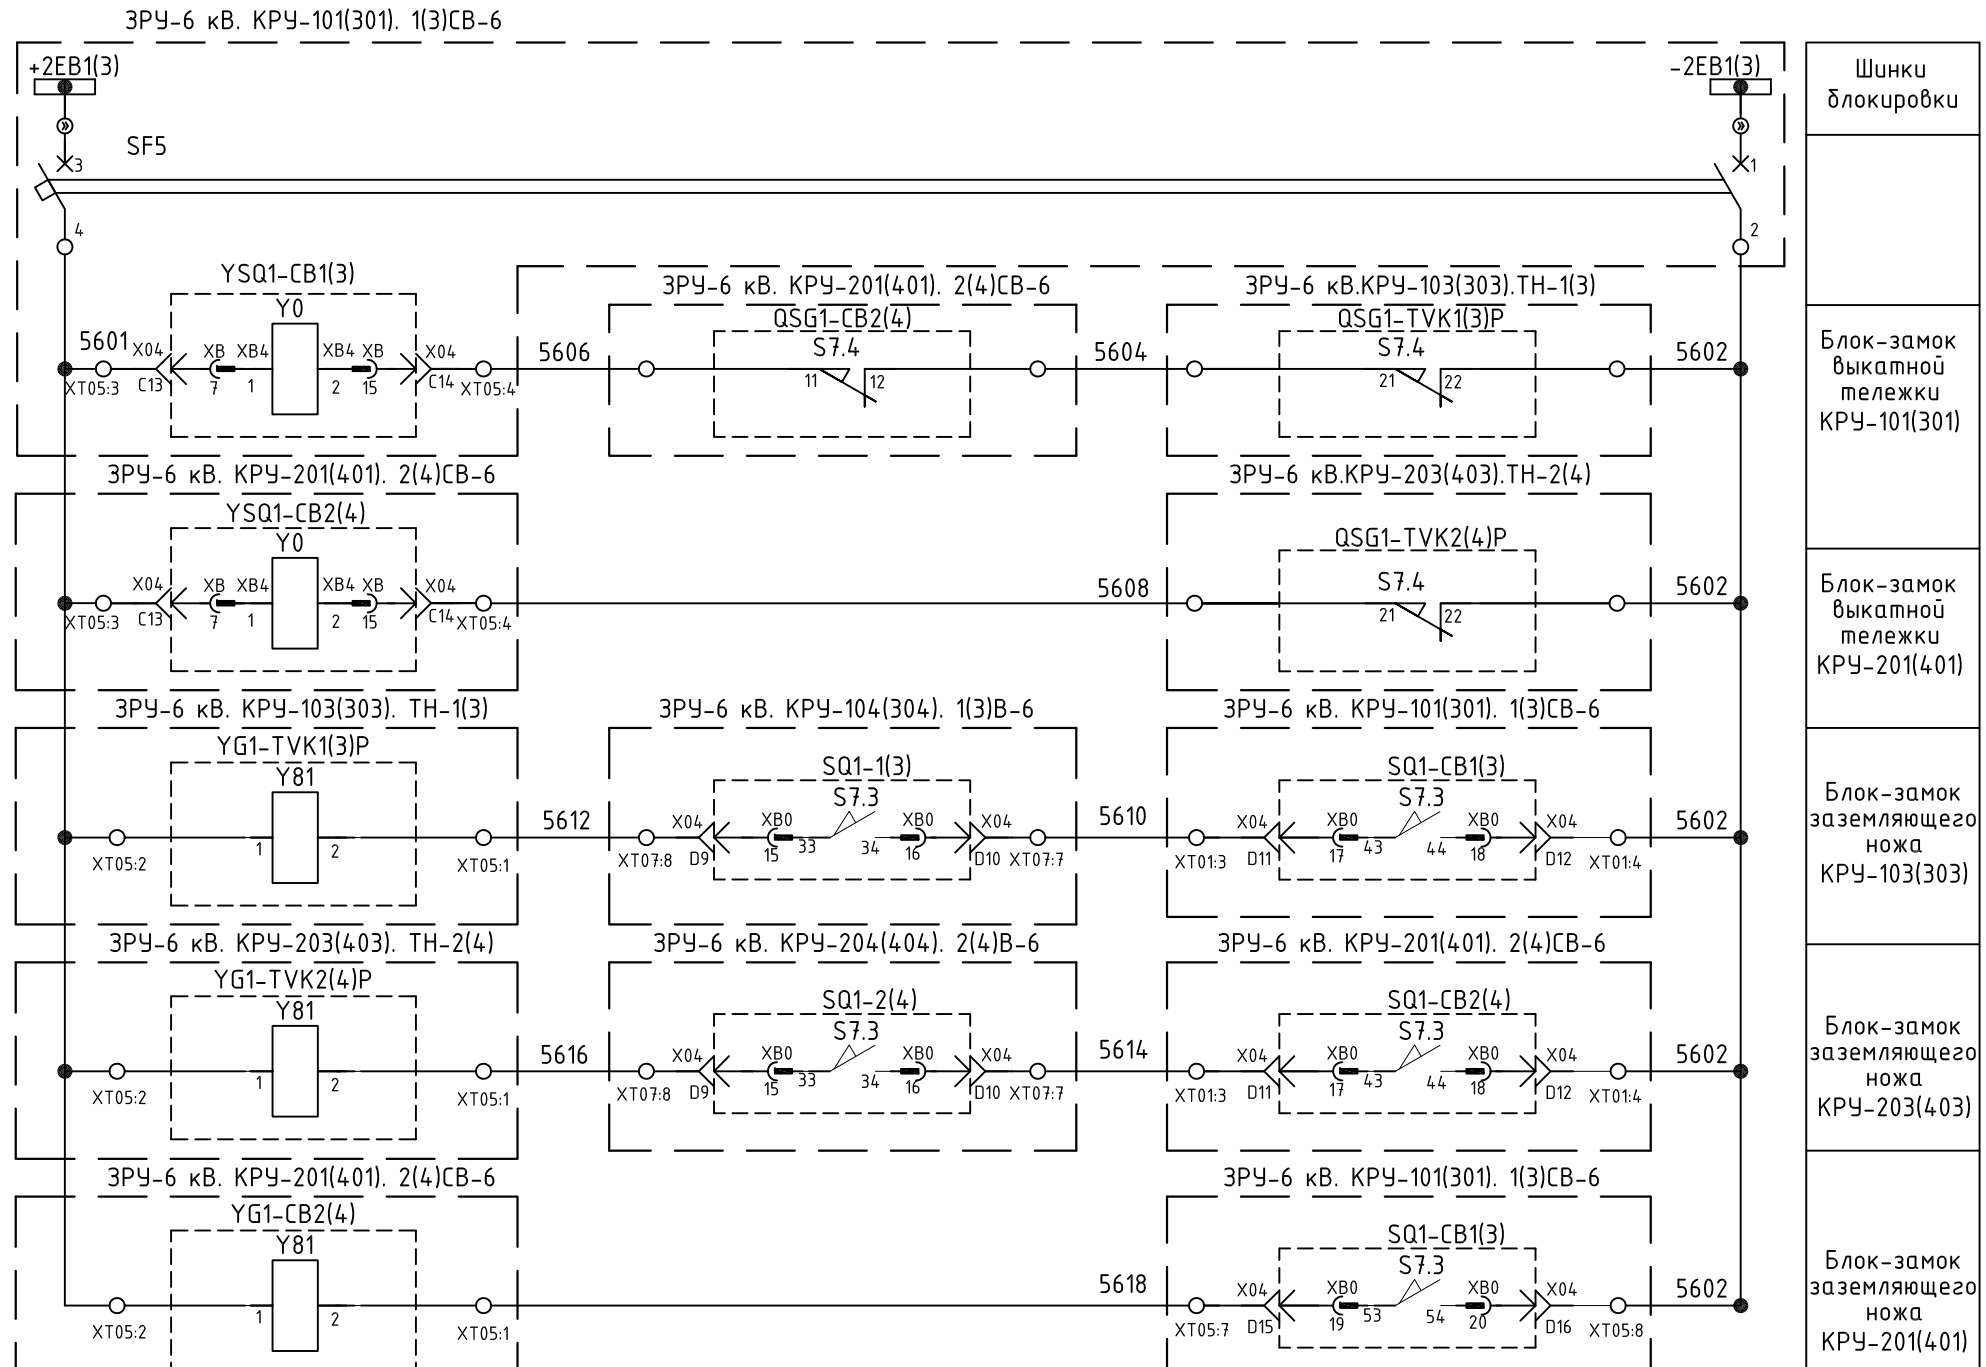 ЗРУ-6 кВ. КРУ-101(301). 1(3)СВ-6
+2ЕВ1(3)
-2ЕВ1(3)
Шинки
блокировки
SF5
3
1
4
2
YSQ1-СВ1(3)
Y0
5601
X04
XB
XB4
XB4
XB
X04
XT05:3
C13
7
1
2
15
C14
XT05:4
5606
ЗРУ-6 кВ. КРУ-201(401). 2(4)СВ-6
QSG1-СВ2(4)
S7.4
11
12
5604
ЗРУ-6 кВ.КРУ-103(303).ТН-1(3)
QSG1-TVK1(3)P
S7.4
21
22
5602
Блок-замок
выкатной
тележки
КРУ-101(301)
ЗРУ-6 кВ. КРУ-201(401). 2(4)СВ-6
YSQ1-СВ2(4)
Y0
X04
XB
XB4
XB4
XB
X04
XT05:3
C13
7
1
2
15
C14
XT05:4
5608
ЗРУ-6 кВ.КРУ-203(403).ТН-2(4)
QSG1-TVK2(4)P
S7.4
21
22
5602
Блок-замок
выкатной
тележки
КРУ-201(401)
ЗРУ-6 кВ. КРУ-103(303). ТН-1(3)
YG1-TVK1(3)P
Y81
1
2
XT05:2
XT05:1
5612
ЗРУ-6 кВ. КРУ-104(304). 1(3)В-6
SQ1-1(3)
S7.3
X04
XB0
XB0
X04
XT07:8
D9
15
33
34
16
D10
XT07:7
5610
ЗРУ-6 кВ. КРУ-101(301). 1(3)СВ-6
SQ1-СВ1(3)
S7.3
X04
XB0
XB0
X04
XT01:3
D11
17
43
44
18
D12
XT01:4
5602
Блок-замок
заземляющего
ножа
КРУ-103(303)
ЗРУ-6 кВ. КРУ-203(403). ТН-2(4)
YG1-TVK2(4)P
Y81
1
2
XT05:2
XT05:1
5616
ЗРУ-6 кВ. КРУ-204(404). 2(4)В-6
SQ1-2(4)
S7.3
X04
XB0
XB0
X04
XT07:8
D9
15
33
34
16
D10
XT07:7
5614
ЗРУ-6 кВ. КРУ-201(401). 2(4)СВ-6
SQ1-СВ2(4)
S7.3
X04
XB0
XB0
X04
XT01:3
D11
17
43
44
18
D12
XT01:4
5602
Блок-замок
заземляющего
ножа
КРУ-203(403)
ЗРУ-6 кВ. КРУ-201(401). 2(4)СВ-6
YG1-СВ2(4)
Y81
1
2
XT05:2
XT05:1
5618
ЗРУ-6 кВ. КРУ-101(301). 1(3)СВ-6
SQ1-СВ1(3)
S7.3
X04
XB0
XB0
X04
XT05:7
D15
19
53
54
20
D16
XT05:8
5602
Блок-замок
заземляющего
ножа
КРУ-201(401)